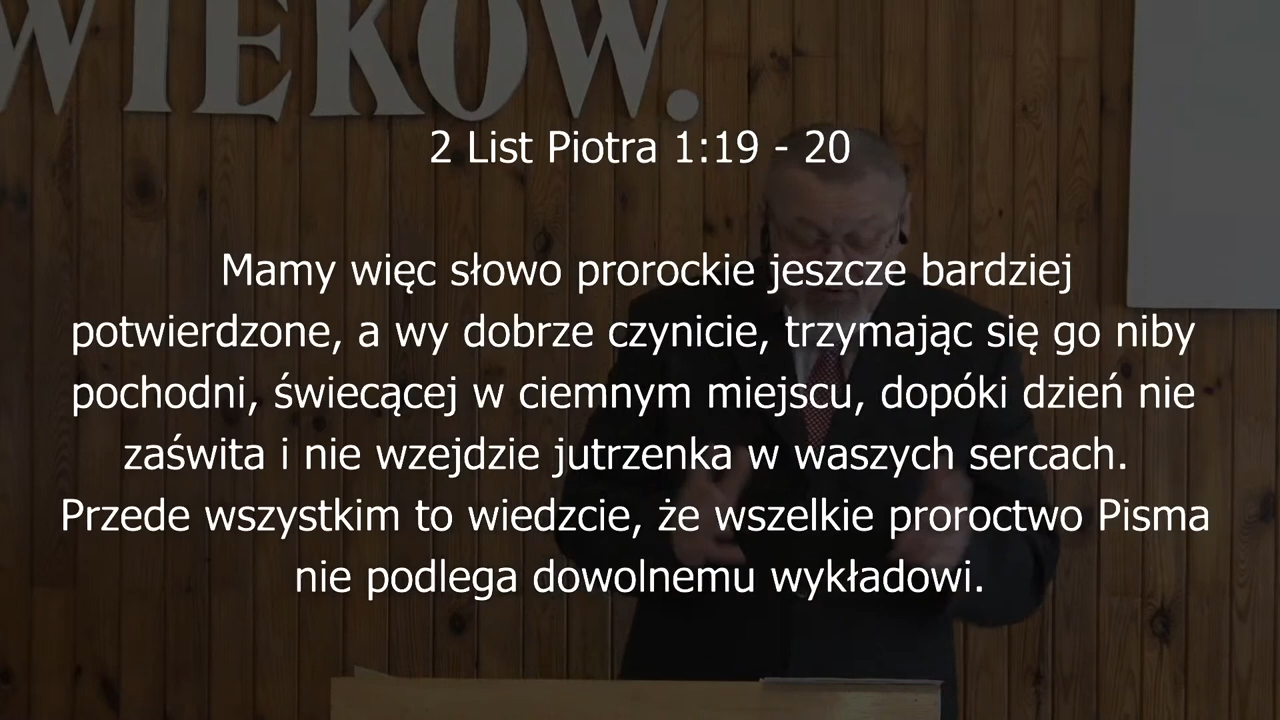 WIEKÓW.
2 List Piotra 1:19 - 20
Mamy więc słowo prorockie jeszcze bardziej
potwierdzone, a wy dobrze czynicie, trzymając się go niby
pochodni, świecącej w ciemnym miejscu, dopóki dzień nie
zaświta i nie wzejdzie jutrzenka w waszych sercach.
Przede wszystkim to wiedzcie, że wszelkie proroctwo Pisma
nie podlega dowolnemu wykładowi.